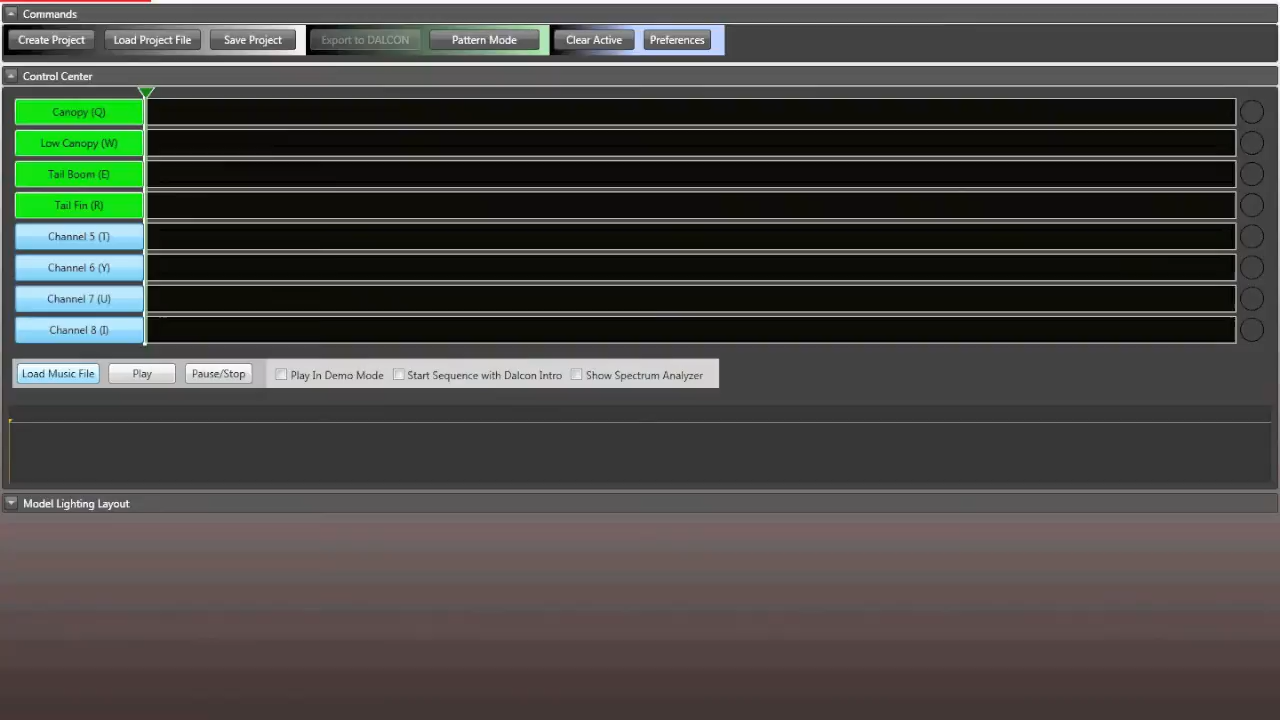 Commands
Create Project Load Project File Save Project Export to DALCON Pattern Mode Clear Active Preferences
Control Center
Canopy (Q)
Low Canopy (W)
Tail Boom (E)
Tail Fin (R)
Channel 5 (T)
Channel 6 (Y)
Channel 7 (U)
Channel 8 (I)
Load Music File Play Pause/Stop Play In Demo Mode Start Sequence with Dalcon Intro Show Spectrum Analyzer
Model Lighting Layout